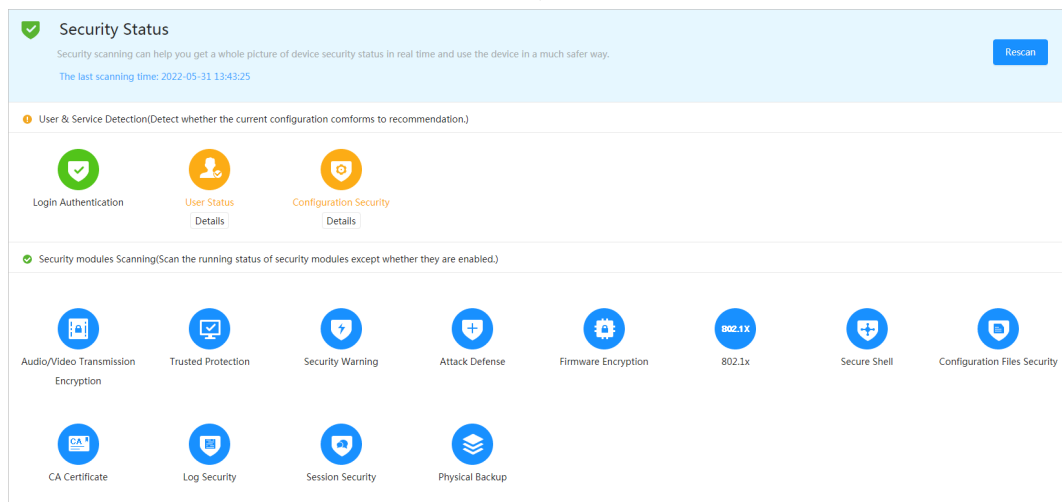 Security Status
Security scanning can help you get a whole picture of device security status in real time and use the device in a much safer way.
Rescan
The last scanning time: 2022-05-31 13:43:25
User & Service Detection(Detect whether the current configuration comforms to recommendation.)
Login Authentication
User Status
Configuration Security
Details
Details
Security modules Scanning(Scan the running status of security modules except whether they are enabled.)
802.1X
Audio/Video Transmission
Encryption
Trusted Protection
Security Warning
Attack Defense
Firmware Encryption
802.1x
Secure Shell
Configuration Files Security
CA
CA Certificate
Log Security
Session Security
Physical Backup